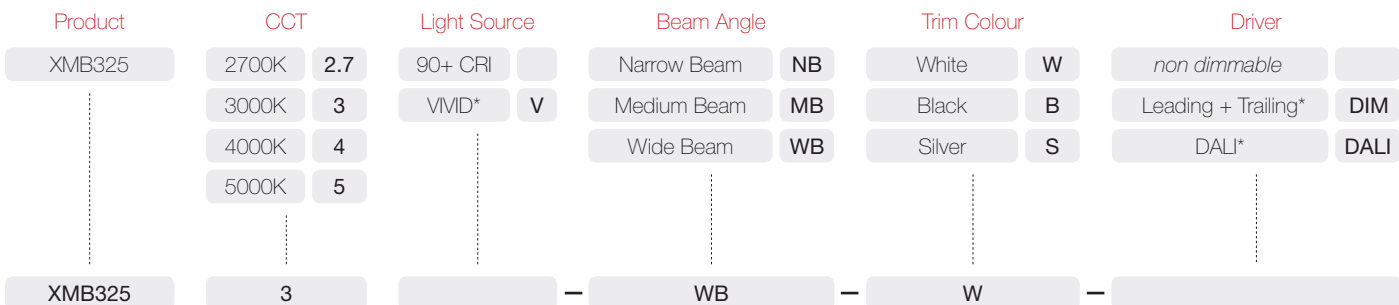 Product CCT Light Source Beam Angle Trim Colour Driver
XMB325 2700K 2.7 90+ CRI Narrow Beam NB White W non dimmable
3000K 3 VIVID* V Medium Beam MB Black B Leading + Trailing* DIM
4000K 4 Wide Beam WB Silver S DALI* DALI
5000K 5
XMB325 3 – WB – W –